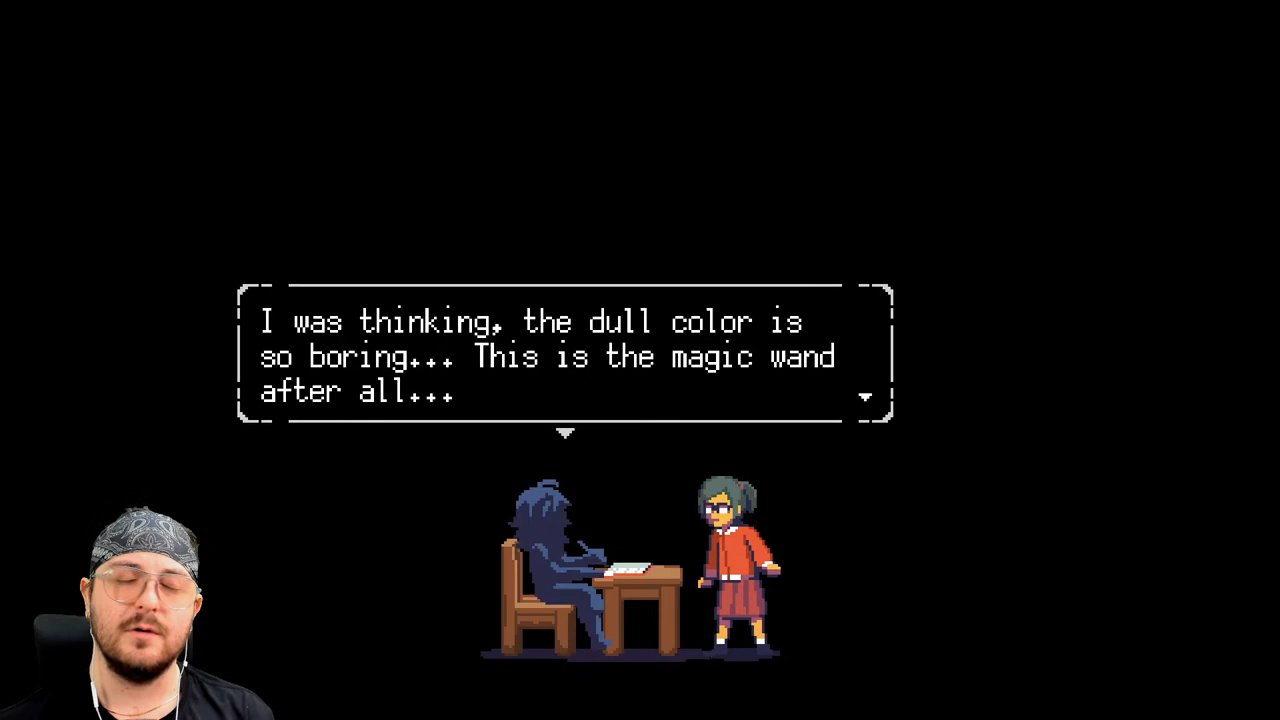 I was thinking, the dull color is
so boring... This is the magic wand
after all...